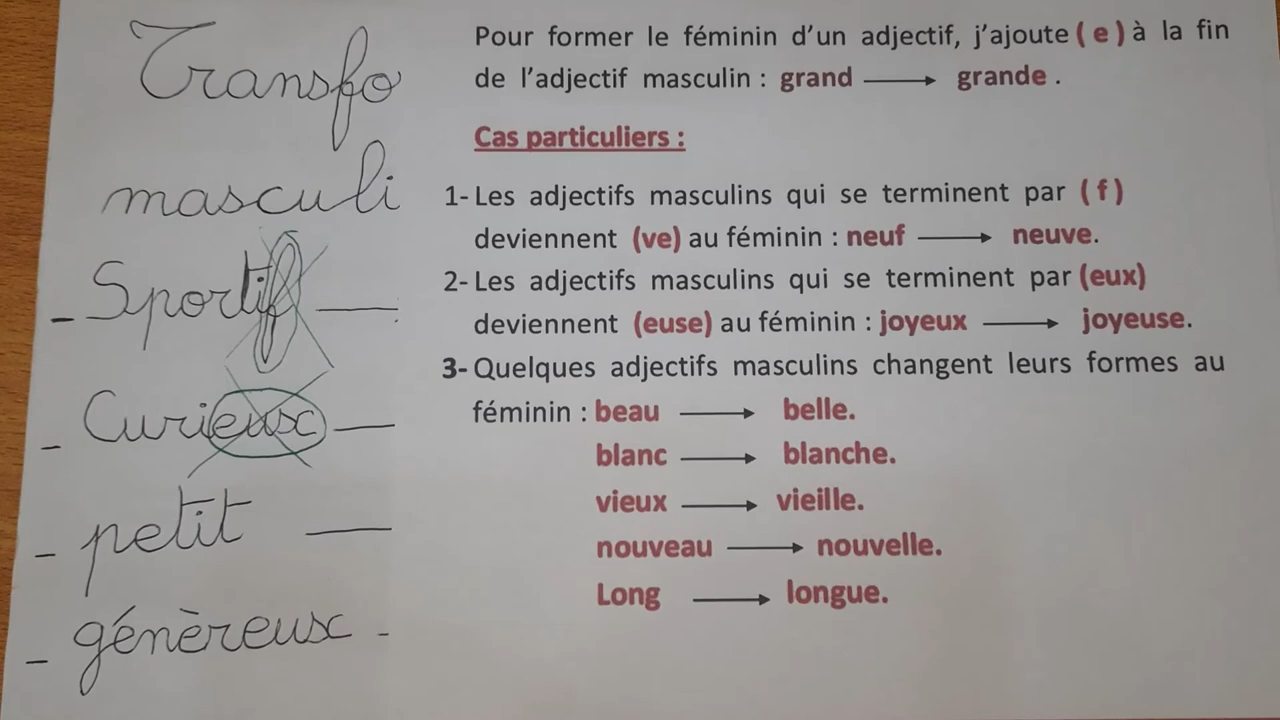 Transfo
masculi
- Sportif
- Curieux
- petit
- génèreux -
Pour former le féminin d’un adjectif, j’ajoute ( e ) à la fin
de l’adjectif masculin : grand → grande .
Cas particuliers :
1- Les adjectifs masculins qui se terminent par ( f )
deviennent (ve) au féminin : neuf → neuve.
2- Les adjectifs masculins qui se terminent par (eux)
deviennent (euse) au féminin : joyeux → joyeuse.
3- Quelques adjectifs masculins changent leurs formes au
féminin : beau → belle.
blanc → blanche.
vieux → vieille.
nouveau → nouvelle.
Long → longue.